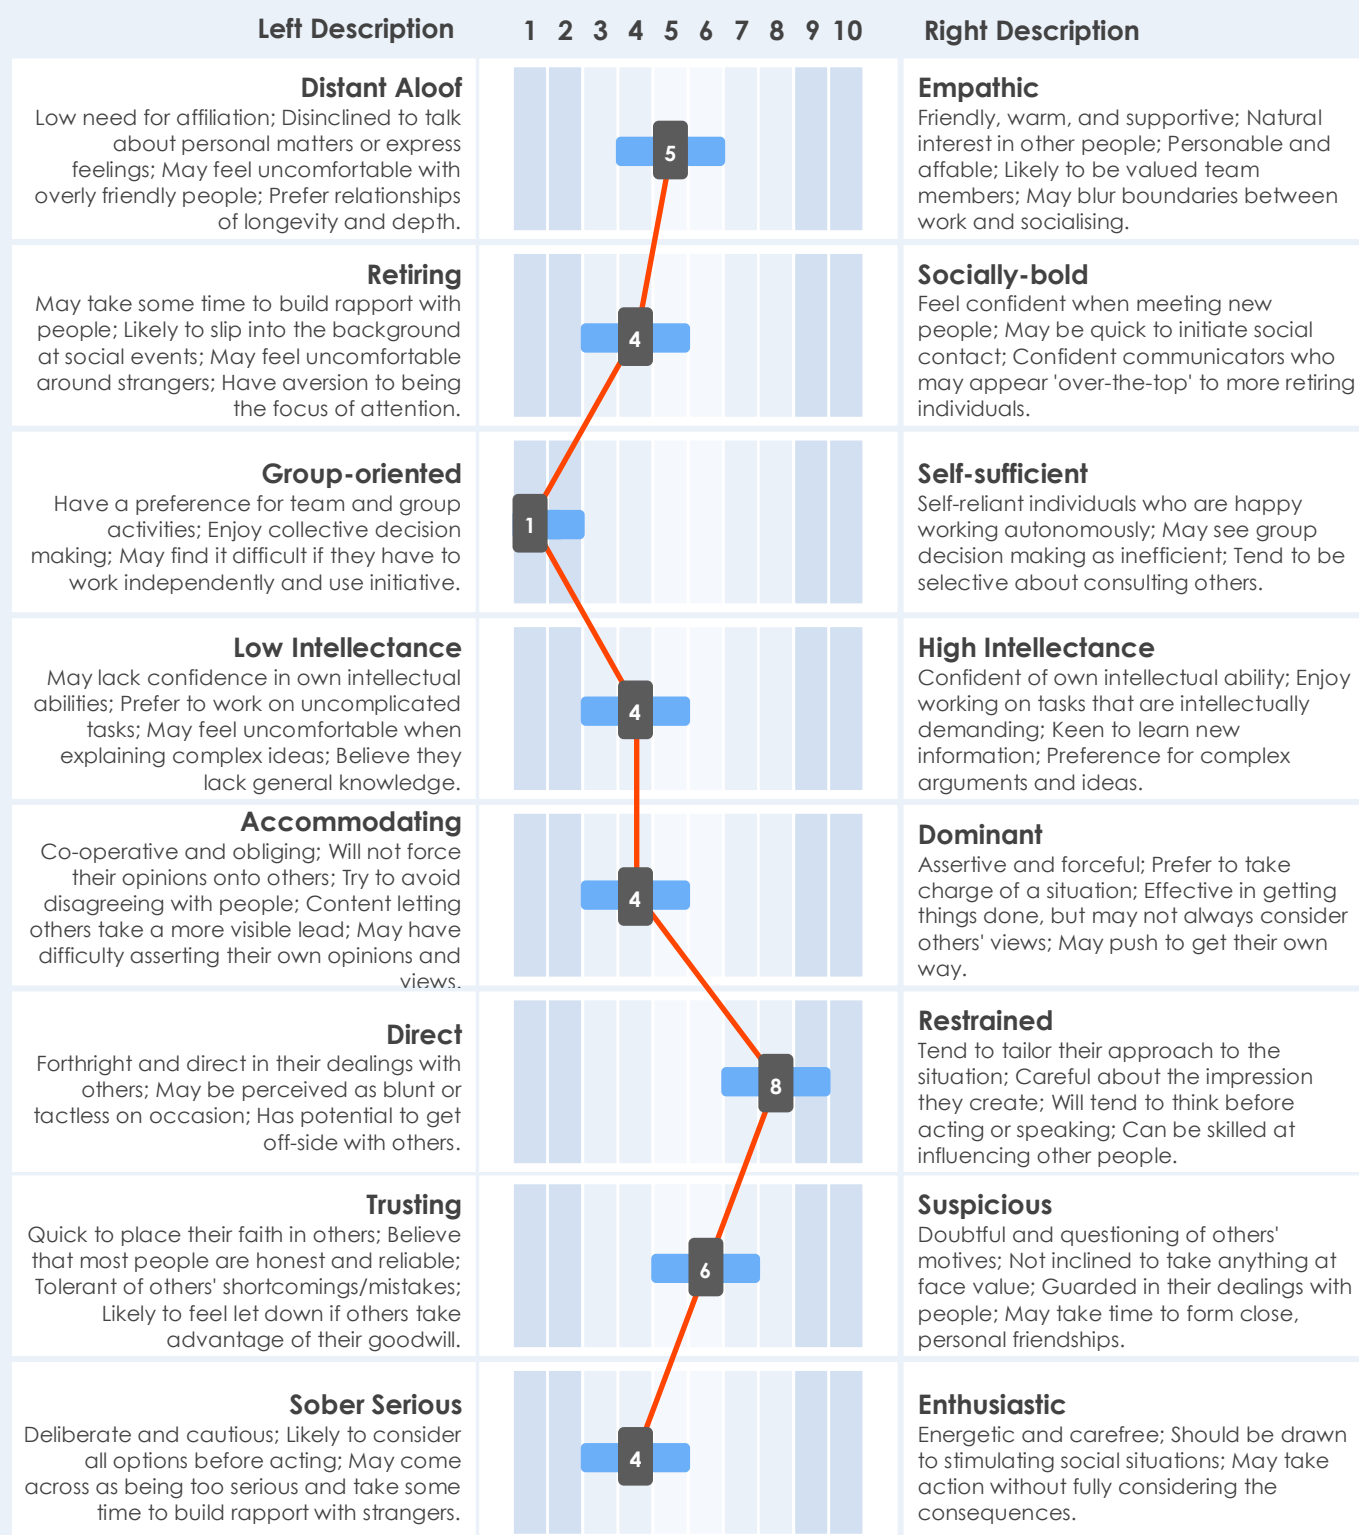 Left Description 1 2 3 4 5 6 7 8 9 10 Right Description
Distant Aloof
Low need for affiliation; Disinclined to talk
about personal matters or express
feelings; May feel uncomfortable with
overly friendly people; Prefer relationships
of longevity and depth.
5
Empathic
Friendly, warm, and supportive; Natural
interest in other people; Personable and
affable; Likely to be valued team
members; May blur boundaries between
work and socialising.
Retiring
May take some time to build rapport with
people; Likely to slip into the background
at social events; May feel uncomfortable
around strangers; Have aversion to being
the focus of attention.
4
Socially-bold
Feel confident when meeting new
people; May be quick to initiate social
contact; Confident communicators who
may appear 'over-the-top' to more retiring
individuals.
Group-oriented
Have a preference for team and group
activities; Enjoy collective decision
making; May find it difficult if they have to
work independently and use initiative.
1
Self-sufficient
Self-reliant individuals who are happy
working autonomously; May see group
decision making as inefficient; Tend to be
selective about consulting others.
Low Intellectance
May lack confidence in own intellectual
abilities; Prefer to work on uncomplicated
tasks; May feel uncomfortable when
explaining complex ideas; Believe they
lack general knowledge.
4
High Intellectance
Confident of own intellectual ability; Enjoy
working on tasks that are intellectually
demanding; Keen to learn new
information; Preference for complex
arguments and ideas.
Accommodating
Co-operative and obliging; Will not force
their opinions onto others; Try to avoid
disagreeing with people; Content letting
others take a more visible lead; May have
difficulty asserting their own opinions and
views.
4
Dominant
Assertive and forceful; Prefer to take
charge of a situation; Effective in getting
things done, but may not always consider
others' views; May push to get their own
way.
Direct
Forthright and direct in their dealings with
others; May be perceived as blunt or
tactless on occasion; Has potential to get
off-side with others.
8
Restrained
Tend to tailor their approach to the
situation; Careful about the impression
they create; Will tend to think before
acting or speaking; Can be skilled at
influencing other people.
Trusting
Quick to place their faith in others; Believe
that most people are honest and reliable;
Tolerant of others' shortcomings/mistakes;
Likely to feel let down if others take
advantage of their goodwill.
6
Suspicious
Doubtful and questioning of others'
motives; Not inclined to take anything at
face value; Guarded in their dealings with
people; May take time to form close,
personal friendships.
Sober Serious
Deliberate and cautious; Likely to consider
all options before acting; May come
across as being too serious and take some
time to build rapport with strangers.
4
Enthusiastic
Energetic and carefree; Should be drawn
to stimulating social situations; May take
action without fully considering the
consequences.